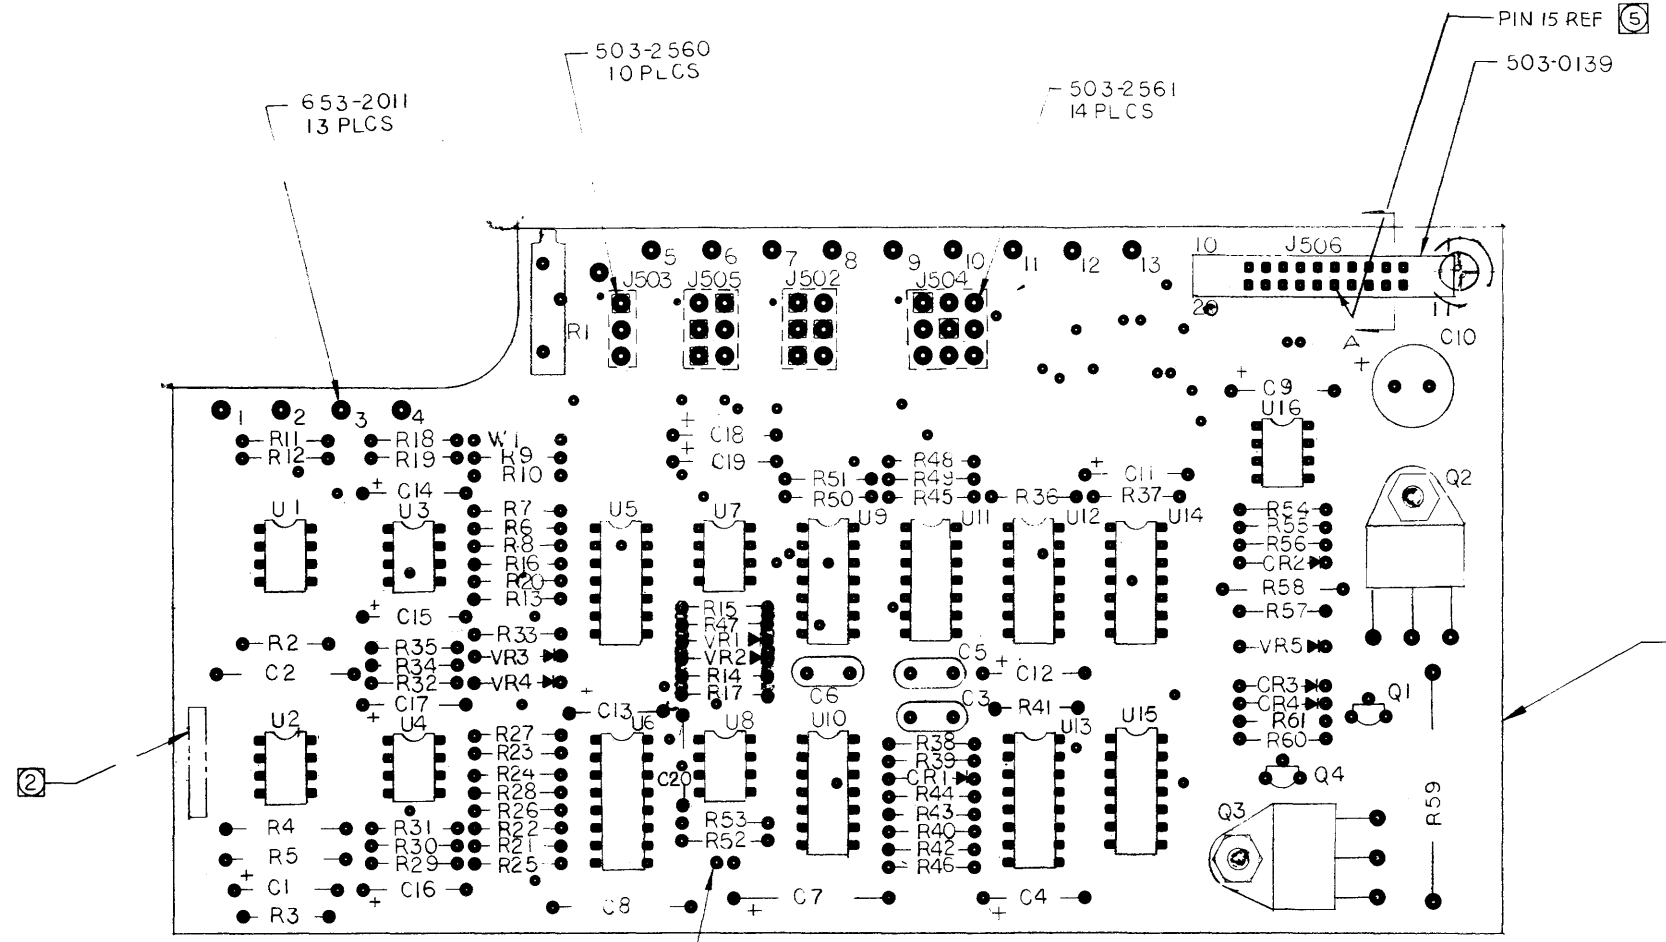 PIN 15 REF 5
503-0139
503-2560
10 PLCS
503-2561
14 PLCS
653-2011
13 PLCS
5 6 7 8 9 10 11 12 13
10 J506 1
J503 J505 J502 J504
20 11
R1
A
C10
+
+ C9
U16
1 2 3 4
R11 R18 W1
R12 R19 R9
R10
+ C18
+ C19
R48
R51 R49
R50 R45 R36 R37
+ C11
+ C14
Q2
U1 U3 R7 U5 U7 U9 U11 U12 U14
R6
R8
R16
R20
R13
R54
R55
R56
CR2
R58
R57
+ C15
R15
R47
VR1
VR2
R14
R17
R2 R35 R33
R34 VR3
C2 R32 VR4
+ C17
VR5
C5
C6 C3
+ C12
CR3
CR4
R61
R60
Q1
+ C13
R41
U2 U4 R27 U6 U8 U10 U13 U15
R23
R24
R28
R26
R22
R21
R25
C20
R38
R39
CR1
R44
R43
R40
R42
R46
Q4
Q3
R59
2
R4 R31
R5 R30
R29
R53
R52
+ C1 + C16
R3
C8
+ C7
+ C4